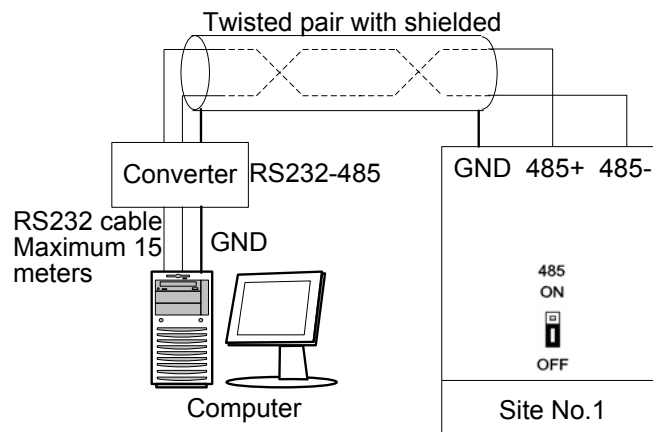 Twisted pair with shielded
Converter RS232-485
GND 485+ 485-
RS232 cable
Maximum 15
meters
GND
485
ON
OFF
Computer
Site No.1